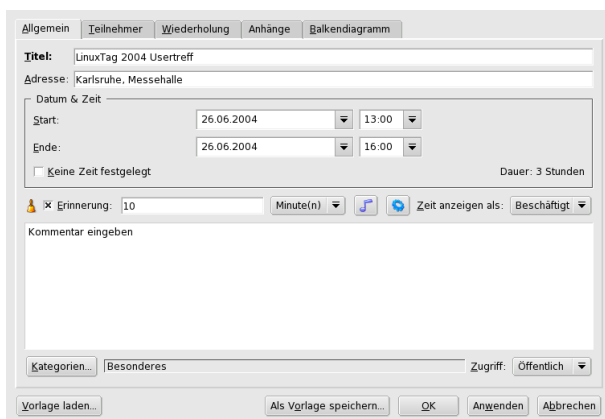 Allgemein Teilnehmer Wiederholung Anhänge Balkendiagramm
Titel: LinuxTag 2004 Usertreff
Adresse: Karlsruhe, Messehalle
Datum & Zeit
Start: 26.06.2004 13:00
Ende: 26.06.2004 16:00
Keine Zeit festgelegt Dauer: 3 Stunden
Erinnerung: 10 Minute(n) Zeit anzeigen als: Beschäftigt
Kommentar eingeben
Kategorien... Besonderes Zugriff: Öffentlich
Vorlage laden... Als Vorlage speichern... OK Anwenden Abbrechen